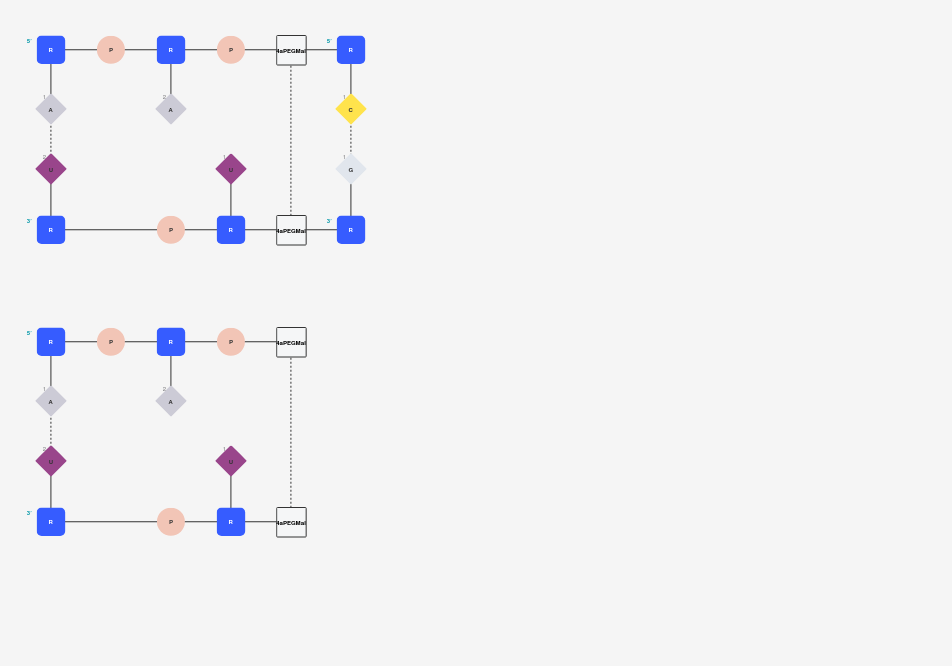 5' R P R P 4aPEGMal 5' R
1 A 2 A 1 C
2 U 1 U 1 G
3' R P R 4aPEGMal 3' R
5' R P R P 4aPEGMal
1 A 2 A
2 U 1 U
3' R P R 4aPEGMal